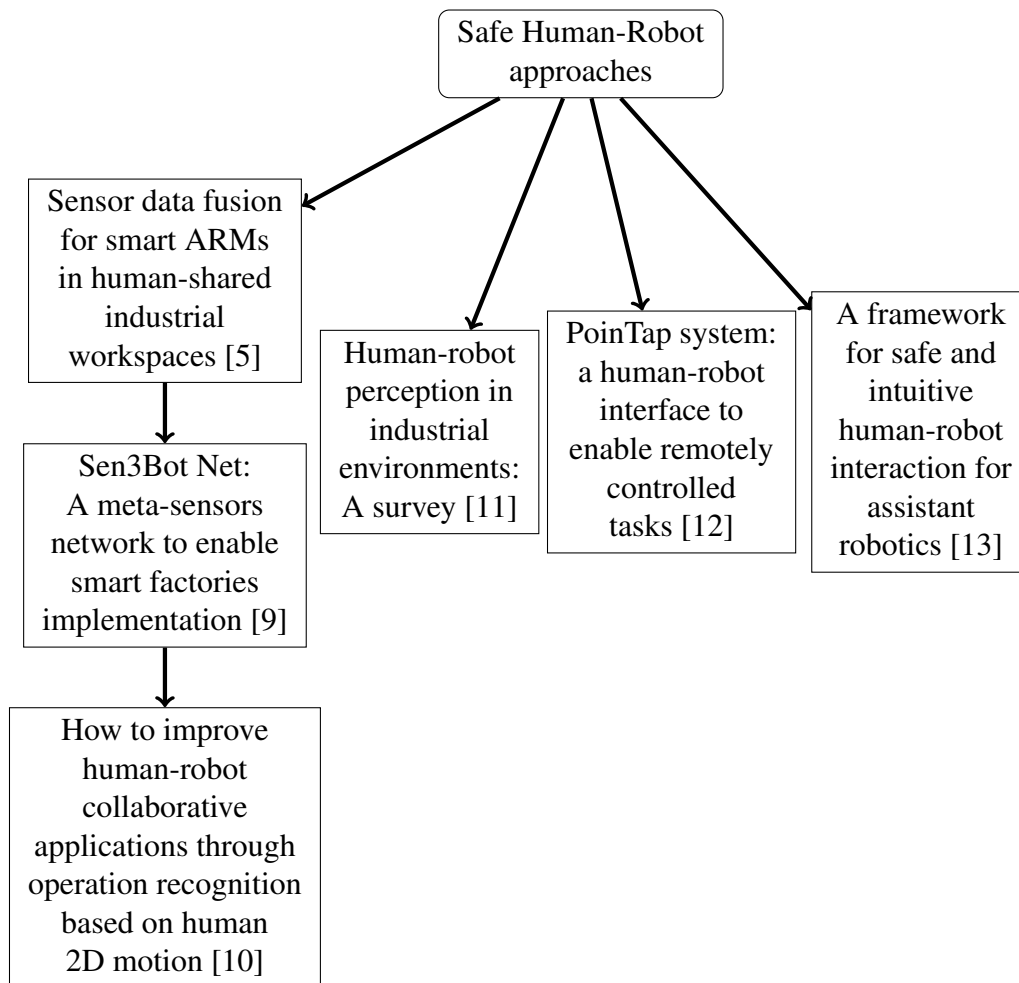 Safe Human-Robot
approaches
Sensor data fusion
for smart ARMs
in human-shared
industrial
workspaces [5]
Human-robot
perception in
industrial
environments:
A survey [11]
PoinTap system:
a human-robot
interface to
enable remotely
controlled
tasks [12]
A framework
for safe and
intuitive
human-robot
interaction for
assistant
robotics [13]
Sen3Bot Net:
A meta-sensors
network to enable
smart factories
implementation [9]
How to improve
human-robot
collaborative
applications through
operation recognition
based on human
2D motion [10]